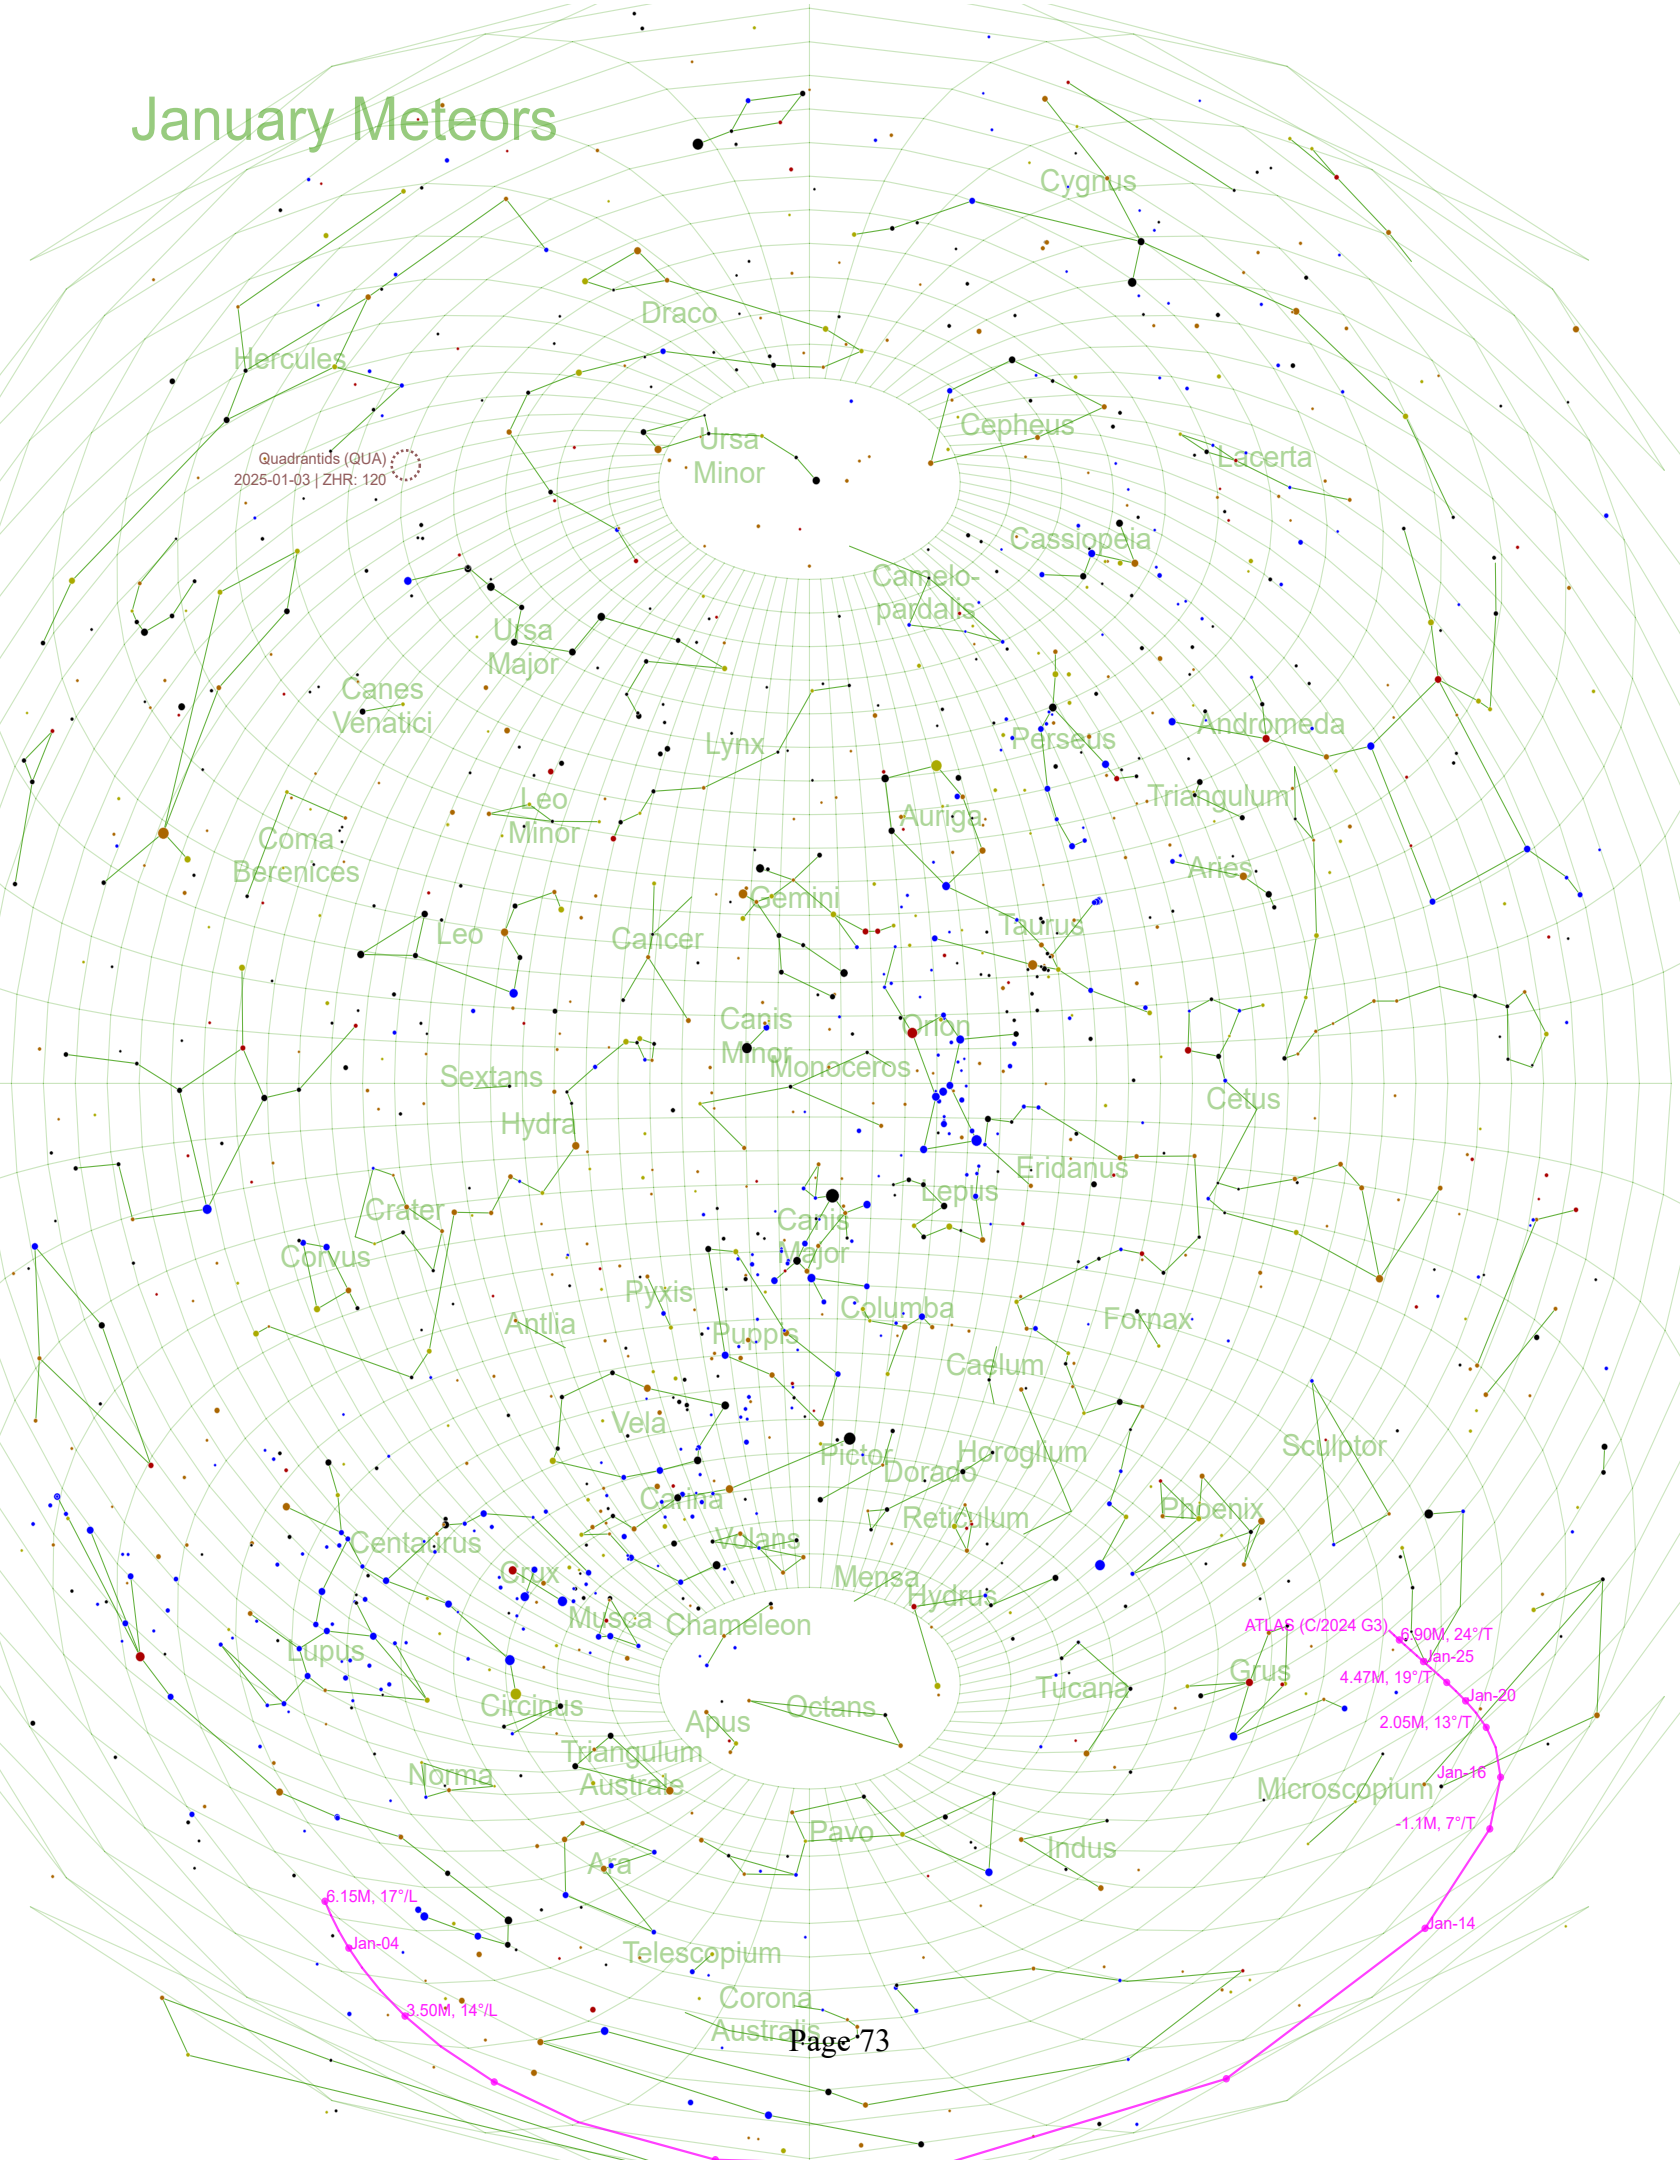 January Meteors
Cygnus
Draco
Hercules
Cepheus
Ursa
Minor
Lacerta
Quadrantids (QUA)
2025-01-03 | ZHR: 120
Cassiopeia
Camelo-
pardalis
Ursa
Major
Canes
Venatici
Andromeda
Perseus
Lynx
Triangulum
Leo
Minor
Auriga
Coma
Berenices
Aries
Gemini
Taurus
Leo
Cancer
Canis
Minor
Orion
Monoceros
Sextans
Cetus
Hydra
Eridanus
Lepus
Crater
Canis
Major
Corvus
Pyxis
Columba
Fornax
Antlia
Puppis
Caelum
Vela
Pictor
Horoglium
Sculptor
Dorado
Carina
Phoenix
Reticulum
Centaurus
Volans
Crux
Mensa
Hydrus
Musca
Chameleon
ATLAS (C/2024 G3)
6.90M, 24°/T
Lupus
Jan-25
Grus
4.47M, 19°/T
Tucana
Jan-20
Circinus
Octans
Apus
2.05M, 13°/T
Triangulum
Australe
Norma
Jan-16
Microscopium
-1.1M, 7°/T
Pavo
Indus
Ara
6.15M, 17°/L
Jan-14
Jan-04
Telescopium
Corona
Australis
3.50M, 14°/L
Page 73